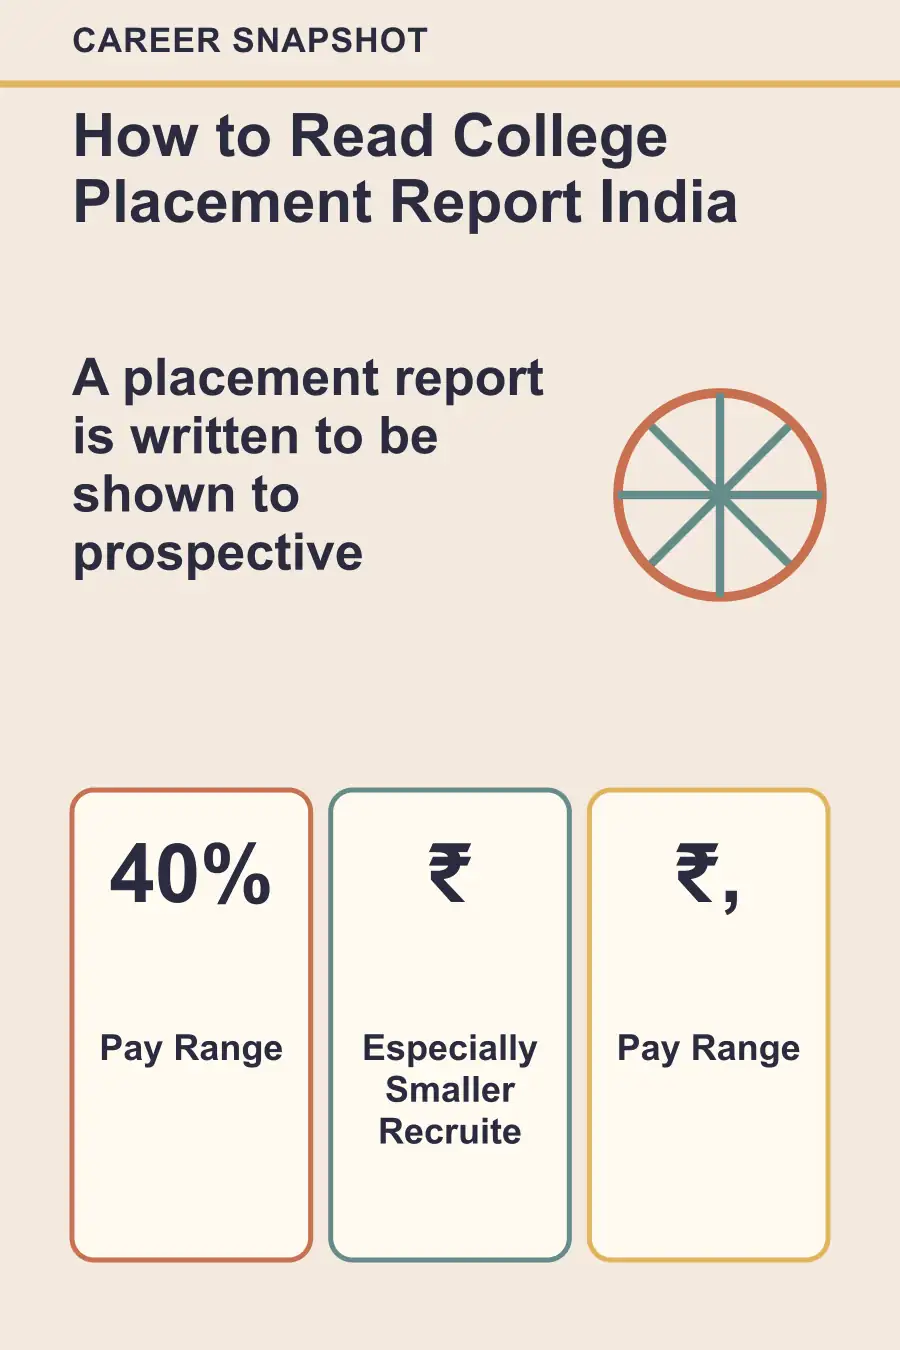 CAREER SNAPSHOT
How to Read College
Placement Report India
A placement report
is written to be
shown to
prospective
40%
Pay Range
₹
Especially
Smaller
Recruite
₹,
Pay Range